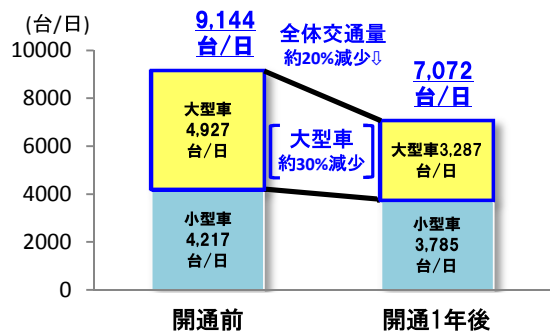 (台/日)
9,144
台/日
全体交通量
約20%減少⇩
7,072
台/日
10000
8000
6000
4000
2000
0
大型車
4,927
台/日
大型車
約30%減少
大型車3,287
台/日
小型車
4,217
台/日
小型車
3,785
台/日
開通前
開通1年後